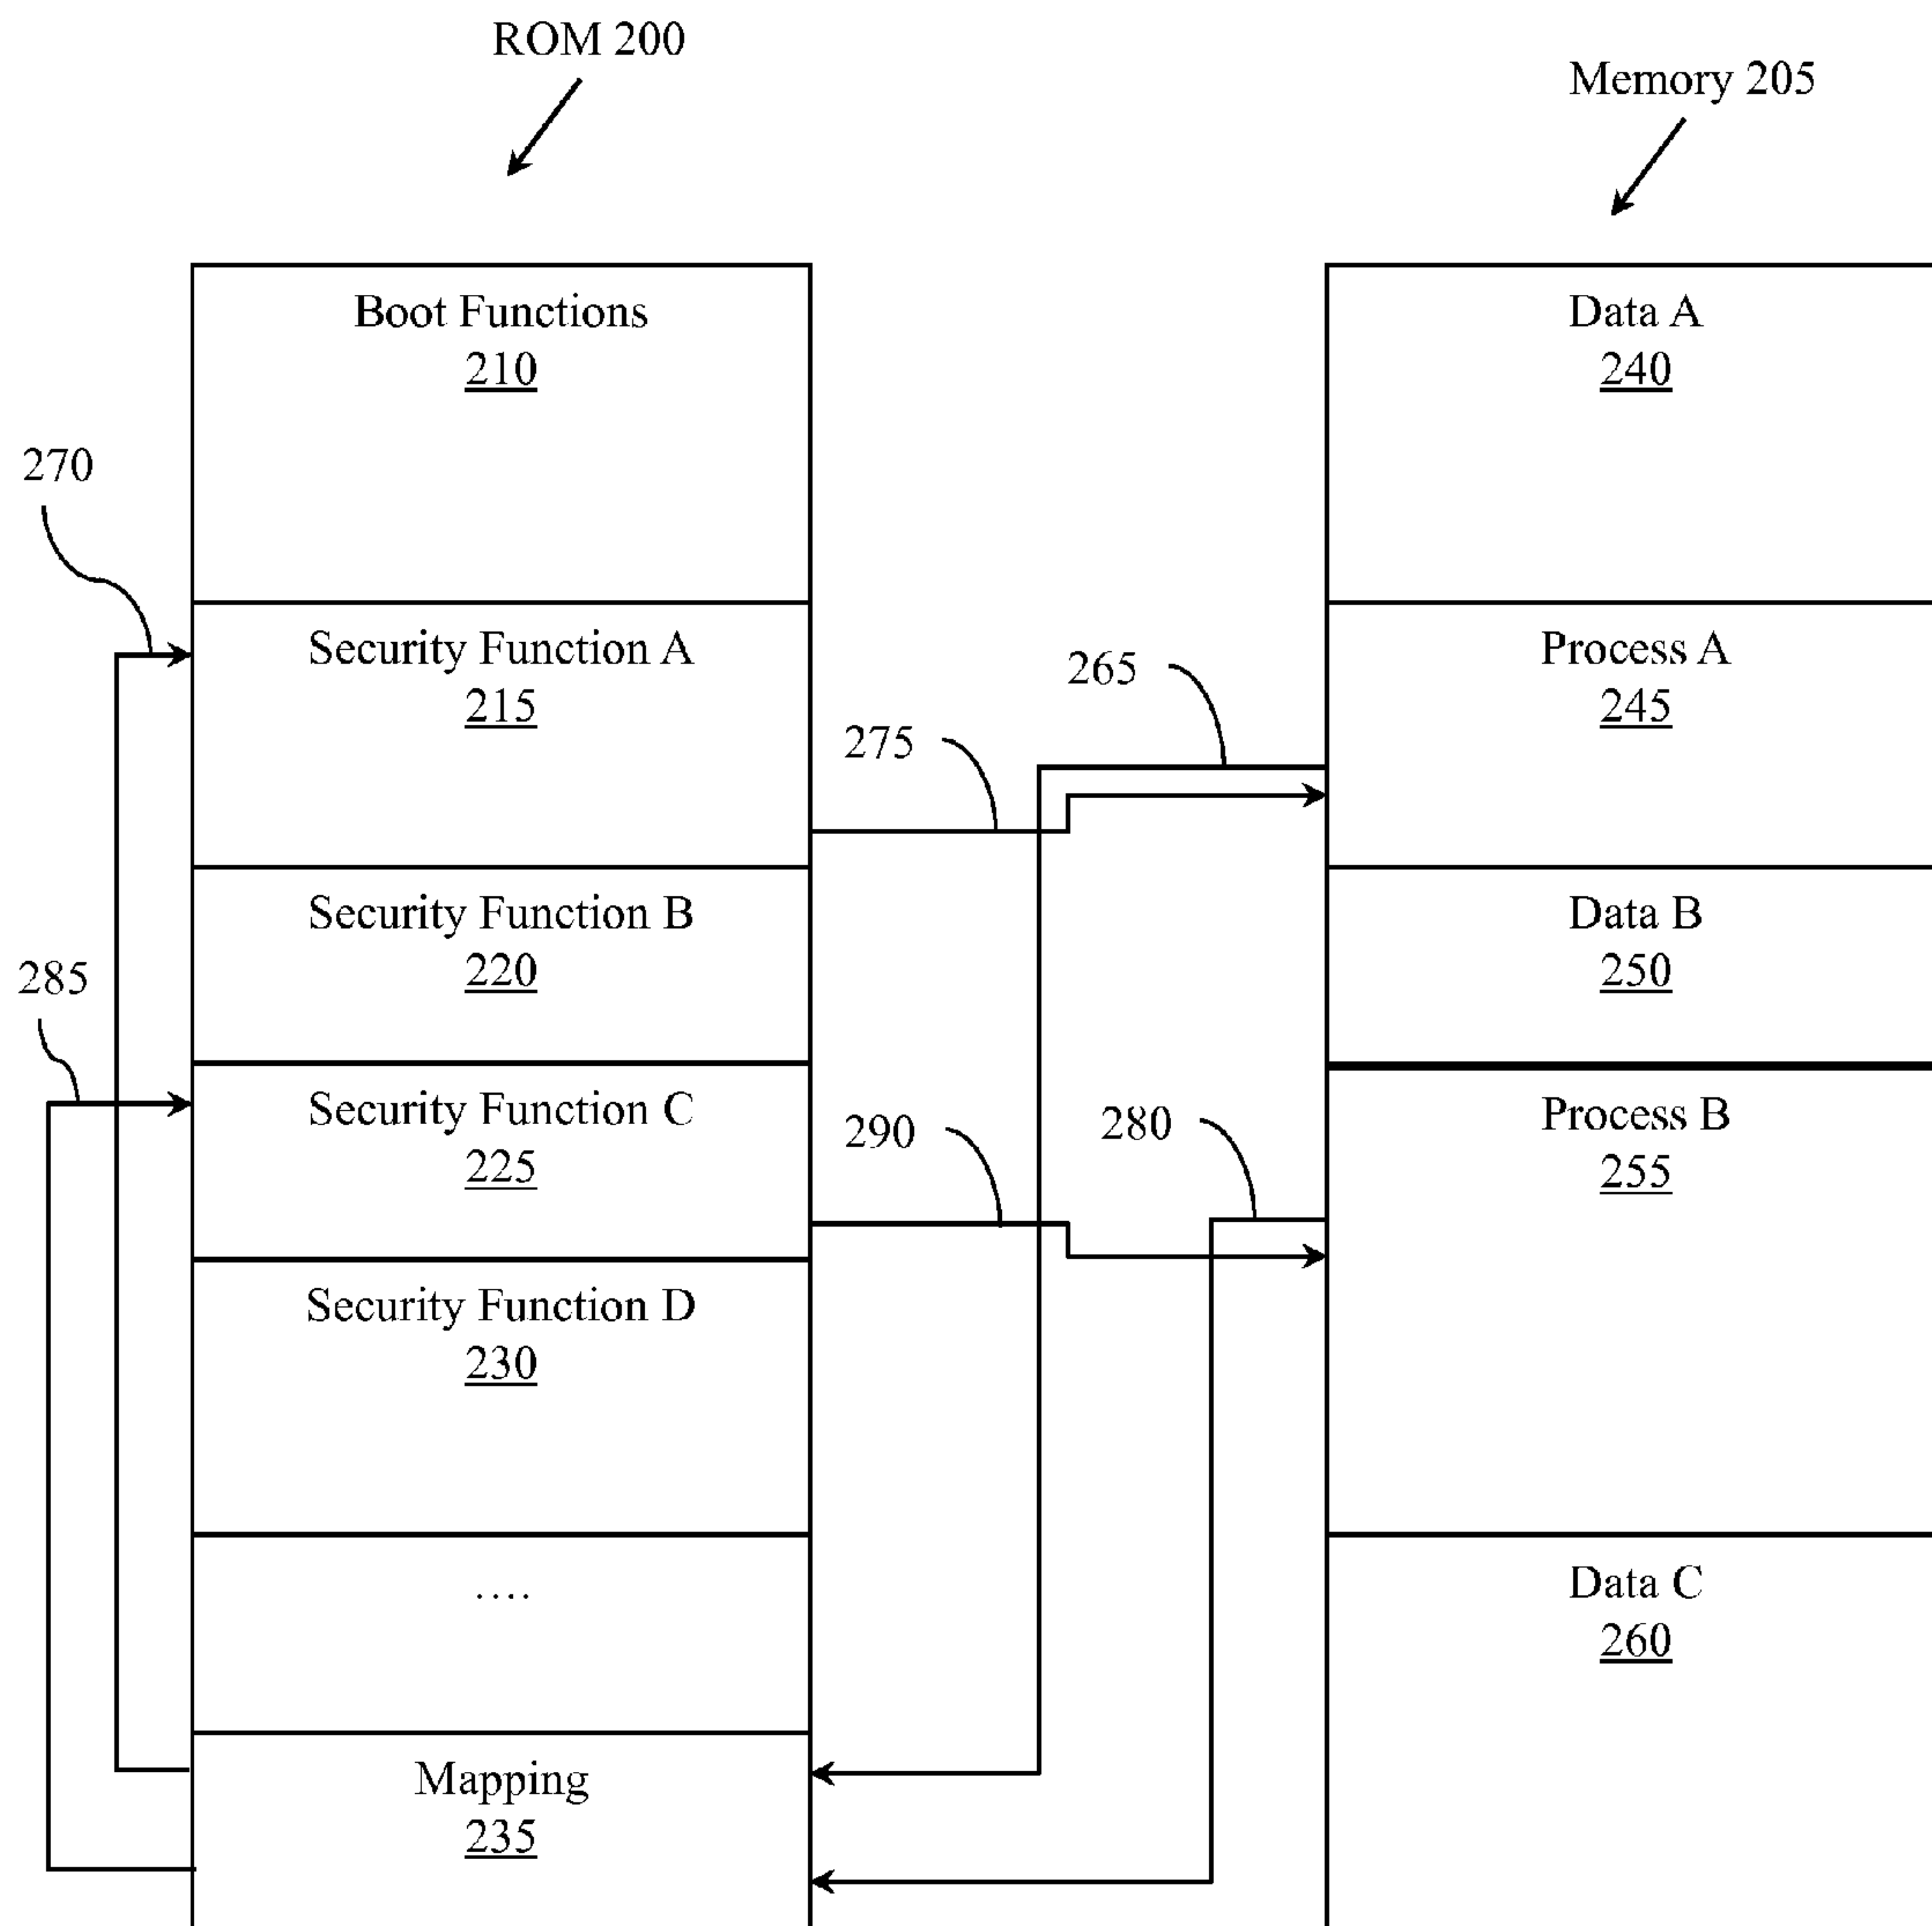 ROM 200
Memory 205
Boot Functions
210
Data A
240
270
Security Function A
215
Process A
245
265
275
Security Function B
220
Data B
250
285
Security Function C
225
290
280
Process B
255
Security Function D
230
....
Data C
260
Mapping
235